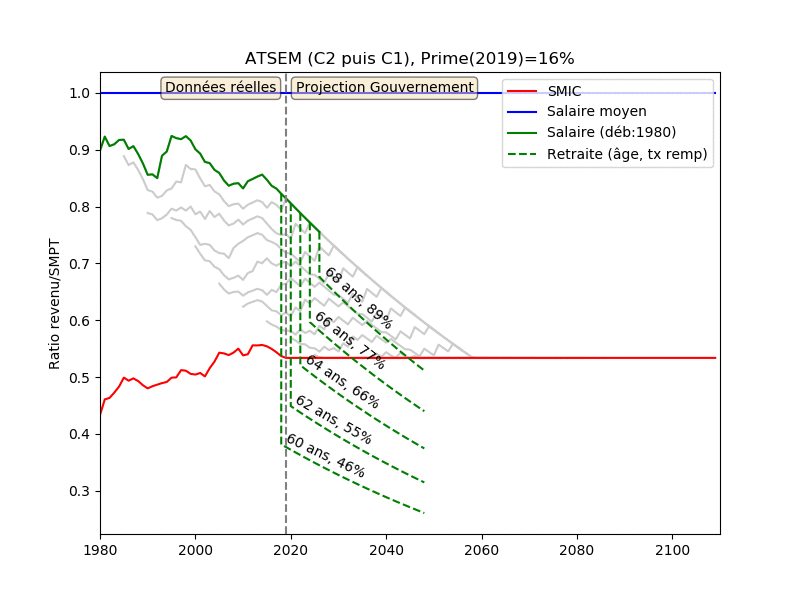 ATSEM (C2 puis C1), Prime(2019)=16%
Données réelles
Projection Gouvernement
SMIC
Salaire moyen
Salaire (déb:1980)
Retraite (âge, tx remp)
Ratio revenu/SMPT
1.0
0.9
0.8
0.7
0.6
0.5
0.4
0.3
68 ans, 89%
66 ans, 77%
64 ans, 66%
62 ans, 55%
60 ans, 46%
1980
2000
2020
2040
2060
2080
2100